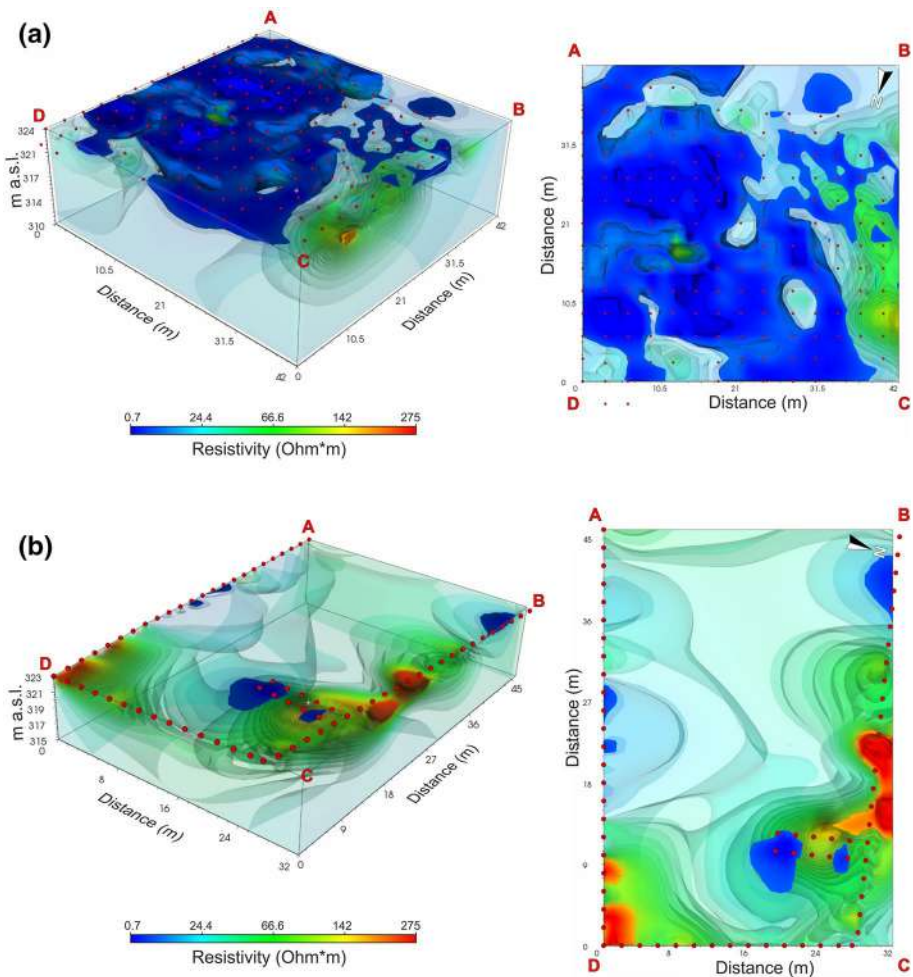 (a)
A
D
B
C
324
321
317
314
310
m a.s.l.
0
10.5
21
31.5
42
Distance (m)
0
10.5
21
31.5
42
Distance (m)
0.7 24.4 66.6 142 275
Resistivity (Ohm*m)
A B
N
31.5
21
10.5
0
Distance (m)
10.5 21 31.5 42
Distance (m)
D C
(b)
A
B
D
C
323
321
319
317
315
m a.s.l.
0
8
16
24
32
Distance (m)
0
9
18
27
36
45
Distance (m)
0.7 24.4 66.6 142 275
Resistivity (Ohm*m)
A B
N
45
36
27
18
9
0
Distance (m)
0 8 16 24 32
Distance (m)
D C